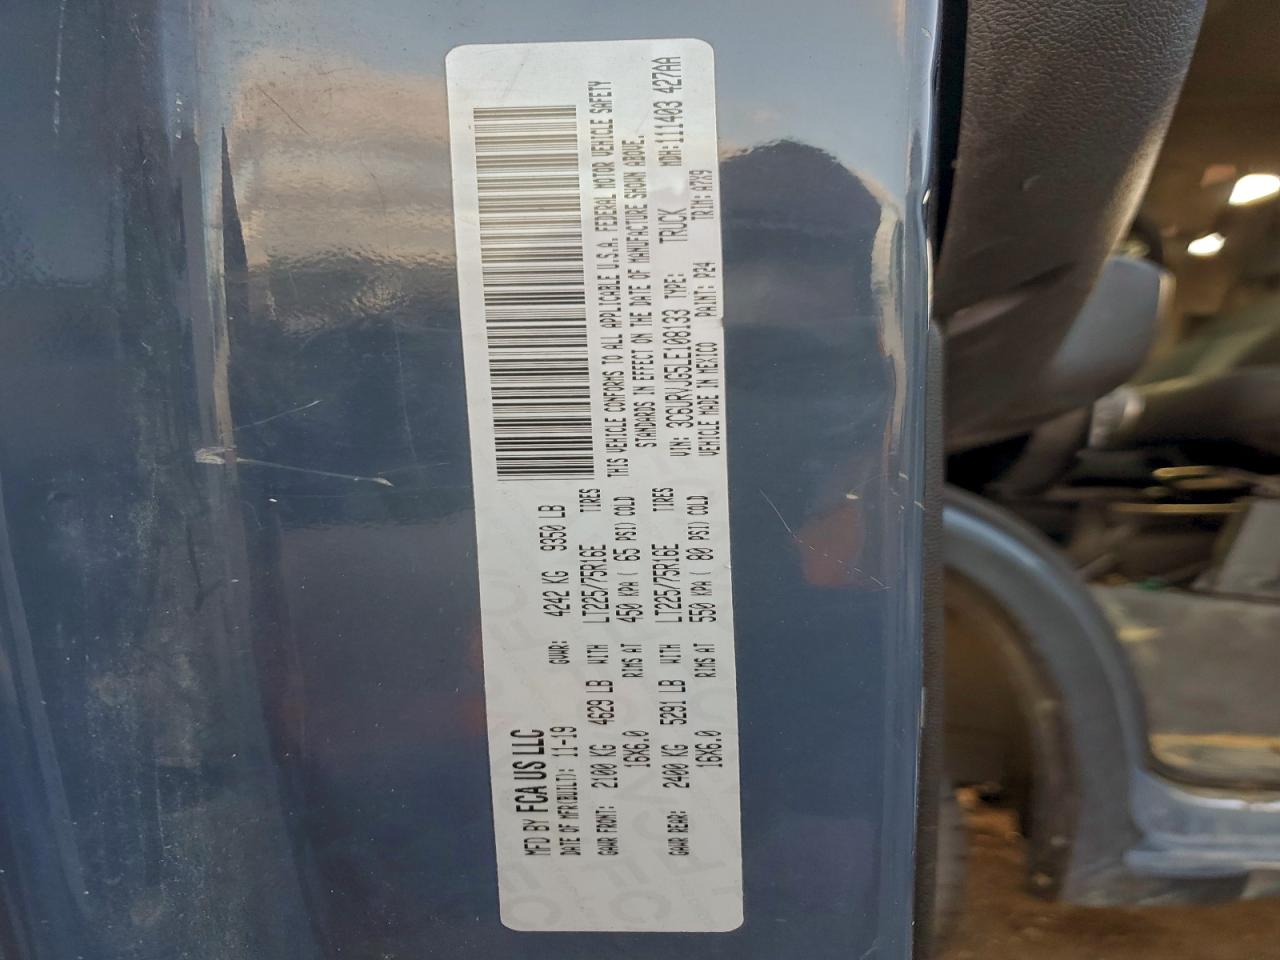 MFD BY FCA US LLC
DATE OF MFR(BUILT): 11-19 GVWR: 4242 KG 9350 LB
GAWR FRONT: 2100 KG 4629 LB WITH LT225/75R16E TIRES
16X6.0 RIMS AT 450 KPA( 65 PSI) COLD
GAWR REAR: 2400 KG 5291 LB WITH LT225/75R16E TIRES
16X6.0 RIMS AT 550 KPA( 80 PSI) COLD
THIS VEHICLE CONFORMS TO ALL APPLICABLE U.S.A. FEDERAL MOTOR VEHICLE SAFETY
STANDARDS IN EFFECT ON THE DATE OF MANUFACTURE SHOWN ABOVE.
VIN: 3C6URVJG5LE108133 TYPE: TRUCK MDH:111403 427AA
VEHICLE MADE IN MEXICO PAINT: P24 TRIM:A7X9